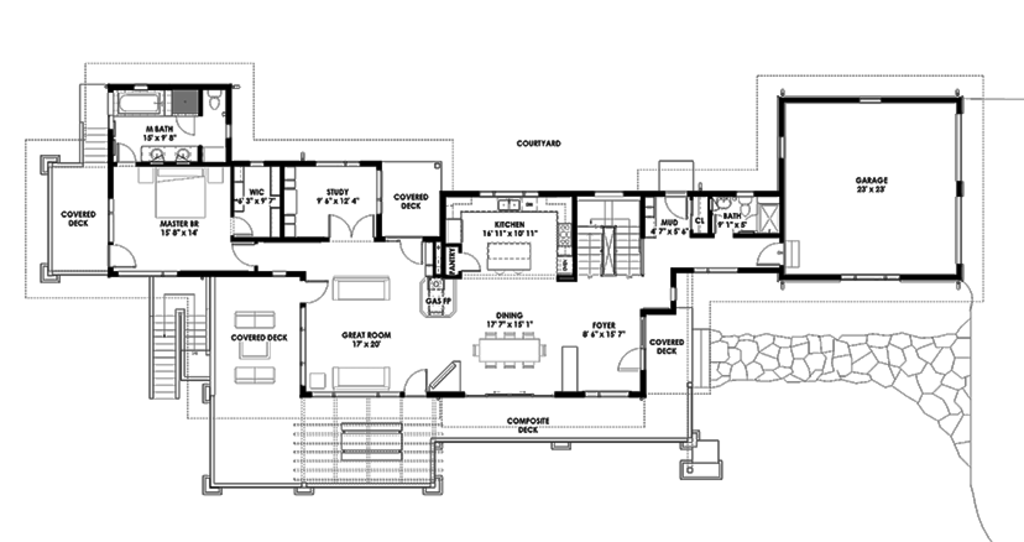 M BATH
15' x 9' 8"
COURTYARD
GARAGE
23' x 23'
WIC
6' 3" x 9' 7"
STUDY
9' 6" x 12' 4"
COVERED
DECK
COVERED
DECK
MASTER BR
15' 8" x 14'
KITCHEN
16' 11" x 10' 11"
MUD
4' 7" x 5' 6"
CL
BATH
9' 1" x 5'
PANTRY
GAS FP
DINING
17' 7" x 15' 1"
FOYER
8' 6" x 15' 7"
GREAT ROOM
17' x 20'
COVERED DECK
COVERED
DECK
COMPOSITE
DECK